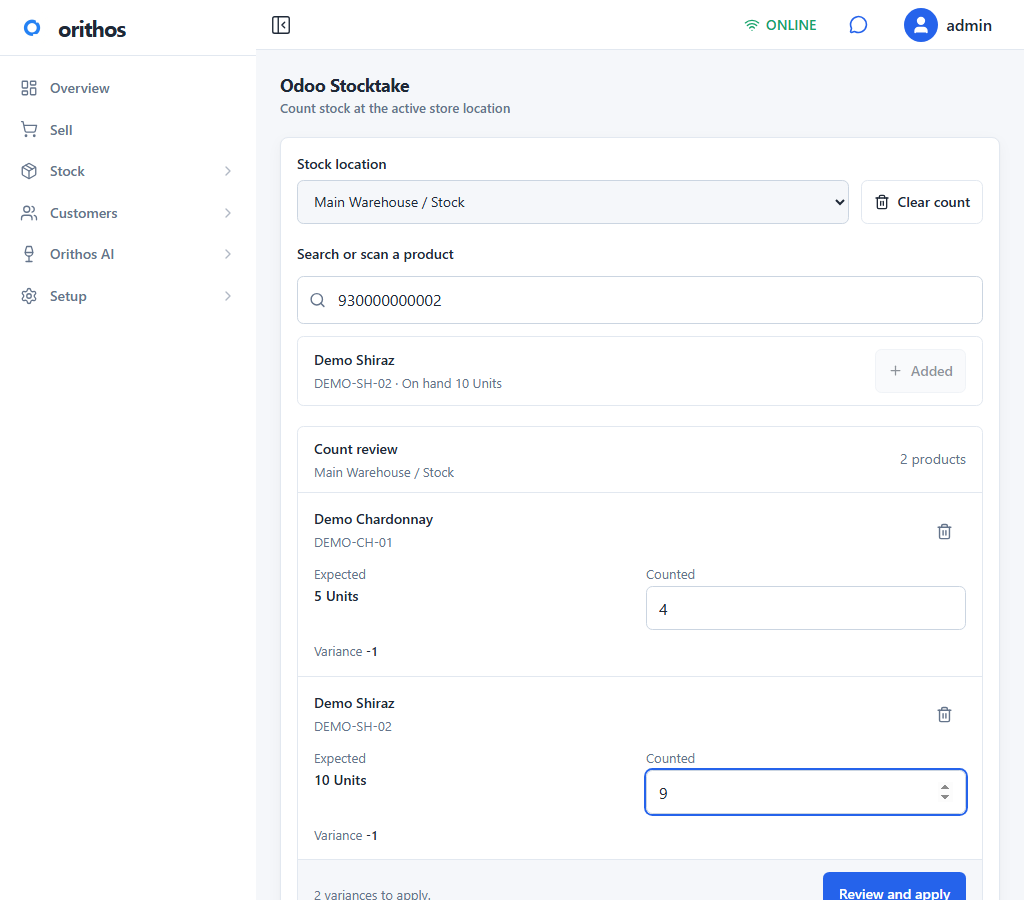 orithos
ONLINE
admin
Overview
Sell
Stock
Customers
Orithos AI
Setup
Odoo Stocktake
Count stock at the active store location
Stock location
Main Warehouse / Stock
Clear count
Search or scan a product
930000000002
Demo Shiraz
DEMO-SH-02 · On hand 10 Units
+ Added
Count review
Main Warehouse / Stock
2 products
Demo Chardonnay
DEMO-CH-01
Expected
5 Units
Counted
4
Variance -1
Demo Shiraz
DEMO-SH-02
Expected
10 Units
Counted
9
Variance -1
2 variances to apply.
Review and apply